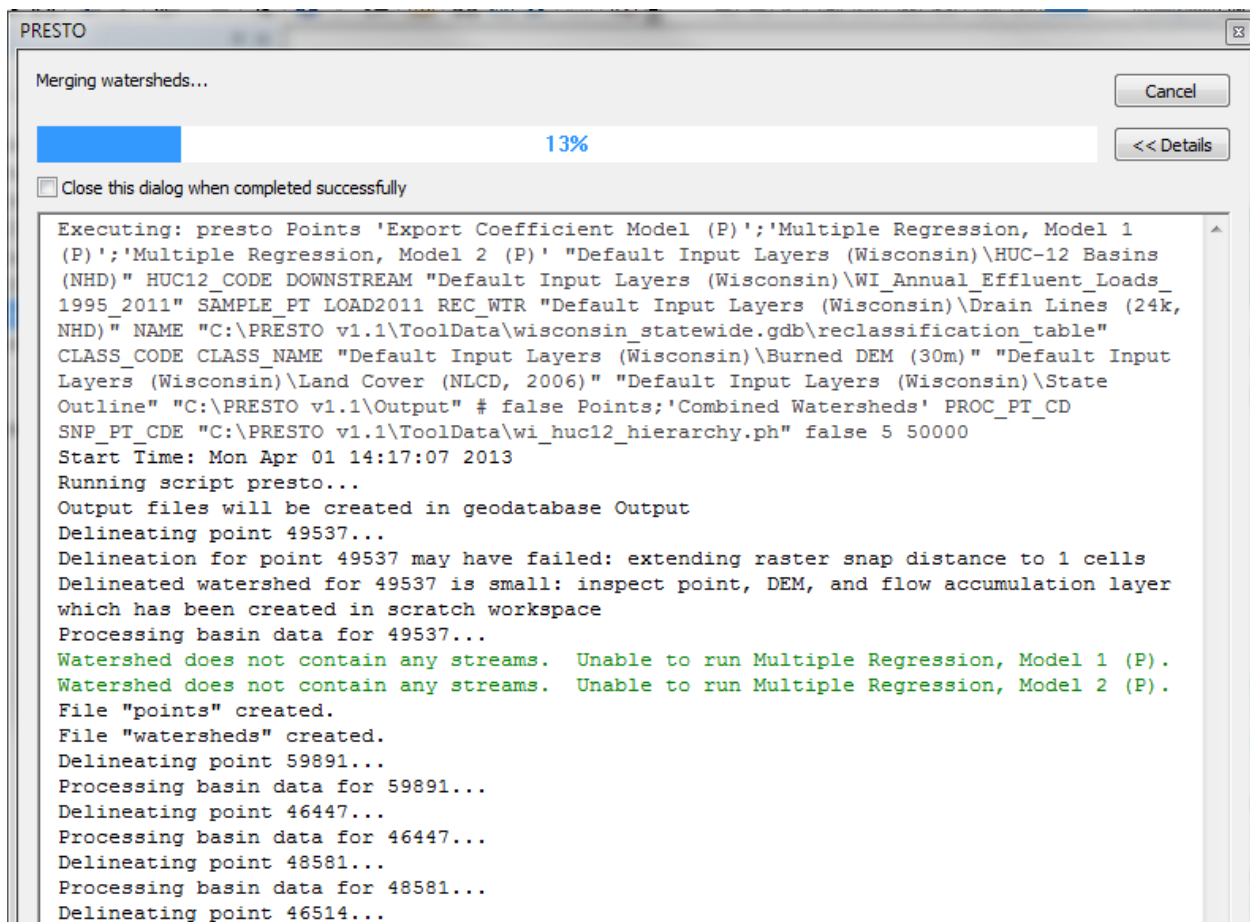 PRESTO
Merging watersheds...
Cancel
13%
<< Details
Close this dialog when completed successfully
Executing: presto Points 'Export Coefficient Model (P)';'Multiple Regression, Model 1
(P)';'Multiple Regression, Model 2 (P)' "Default Input Layers (Wisconsin)\HUC-12 Basins
(NHD)" HUC12_CODE DOWNSTREAM "Default Input Layers (Wisconsin)\WI_Annual_Effluent_Loads_
1995_2011" SAMPLE_PT LOAD2011 REC_WTR "Default Input Layers (Wisconsin)\Drain Lines (24k,
NHD)" NAME "C:\PRESTO v1.1\ToolData\wisconsin_statewide.gdb\reclassification_table"
CLASS_CODE CLASS_NAME "Default Input Layers (Wisconsin)\Burned DEM (30m)" "Default Input
Layers (Wisconsin)\Land Cover (NLCD, 2006)" "Default Input Layers (Wisconsin)\State
Outline" "C:\PRESTO v1.1\Output" # false Points;'Combined Watersheds' PROC_PT_CD
SNP_PT_CDE "C:\PRESTO v1.1\ToolData\wi_huc12_hierarchy.ph" false 5 50000
Start Time: Mon Apr 01 14:17:07 2013
Running script presto...
Output files will be created in geodatabase Output
Delineating point 49537...
Delineation for point 49537 may have failed: extending raster snap distance to 1 cells
Delineated watershed for 49537 is small: inspect point, DEM, and flow accumulation layer
which has been created in scratch workspace
Processing basin data for 49537...
Watershed does not contain any streams.  Unable to run Multiple Regression, Model 1 (P).
Watershed does not contain any streams.  Unable to run Multiple Regression, Model 2 (P).
File "points" created.
File "watersheds" created.
Delineating point 59891...
Processing basin data for 59891...
Delineating point 46447...
Processing basin data for 46447...
Delineating point 48581...
Processing basin data for 48581...
Delineating point 46514...